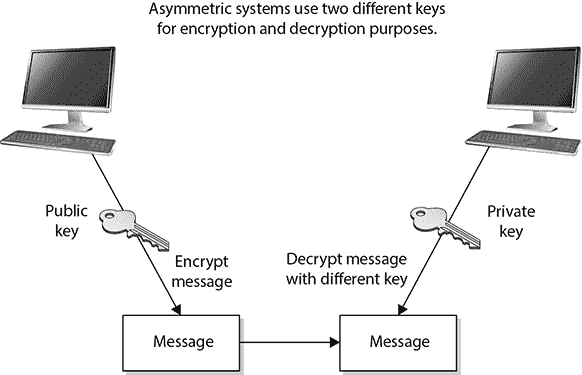 Asymmetric systems use two different keys
for encryption and decryption purposes.
Public
key
Private
key
Encrypt
message
Decrypt message
with different key
Message
Message